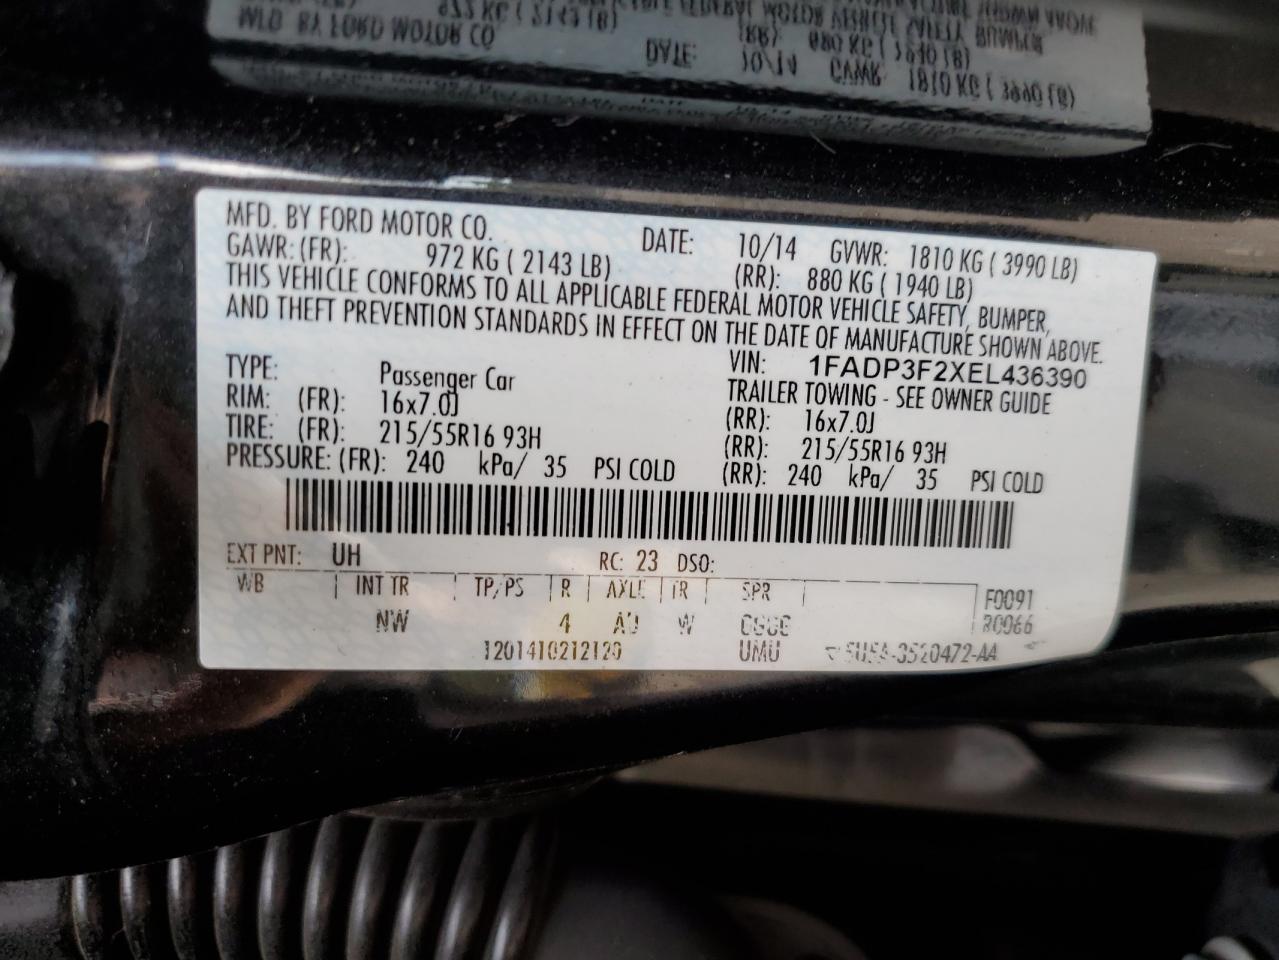 MFD. BY FORD MOTOR CO. DATE: 10/14 GVWR: 1810 KG ( 3990 LB)
GAWR: (FR): 972 KG ( 2143 LB) (RR): 880 KG ( 1940 LB)
THIS VEHICLE CONFORMS TO ALL APPLICABLE FEDERAL MOTOR VEHICLE SAFETY, BUMPER,
AND THEFT PREVENTION STANDARDS IN EFFECT ON THE DATE OF MANUFACTURE SHOWN ABOVE.
VIN: 1FADP3F2XEL436390
TYPE: Passenger Car TRAILER TOWING - SEE OWNER GUIDE
RIM: (FR): 16x7.0J (RR): 16x7.0J
TIRE: (FR): 215/55R16 93H (RR): 215/55R16 93H
PRESSURE: (FR): 240 kPa/ 35 PSI COLD (RR): 240 kPa/ 35 PSI COLD
EXT PNT: UH RC: 23 DSO:
WB INT TR TP/PS R AXLE TR SPR F0091
NW 4 W
1201410212120 UMU